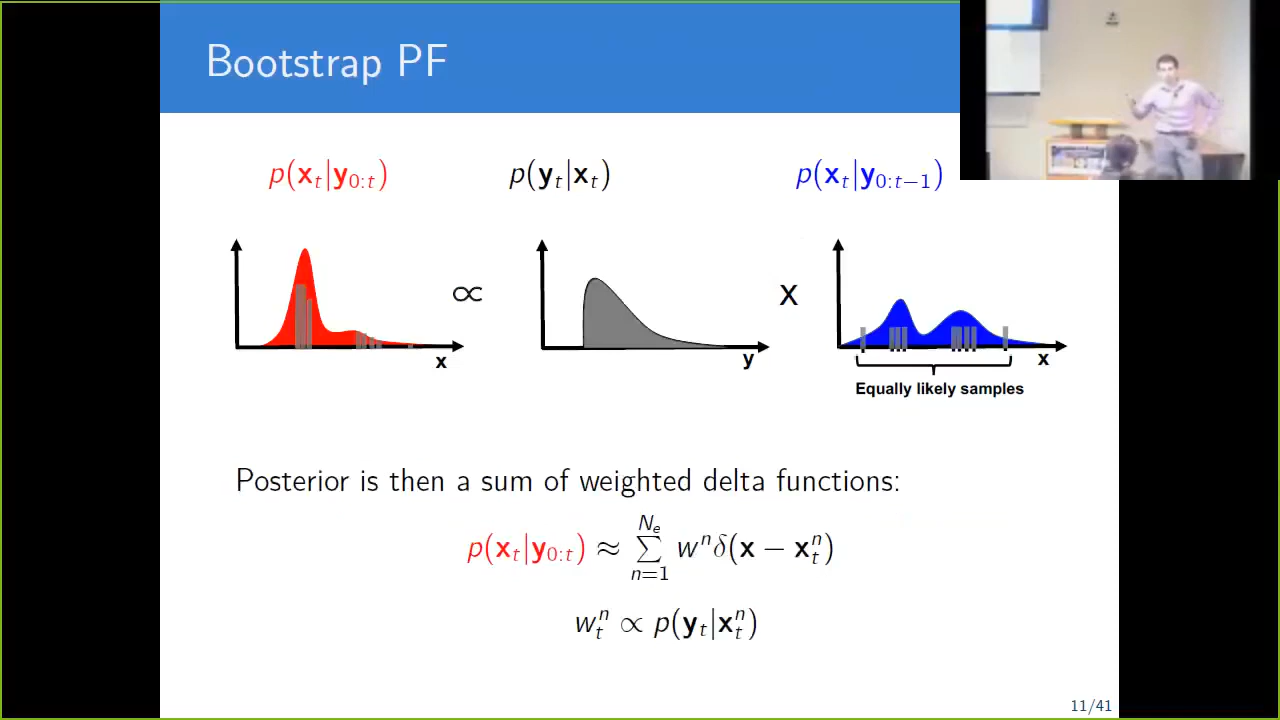 Bootstrap PF
p(x_t|y_{0:t}) p(y_t|x_t) p(x_t|y_{0:t−1})
∝ x
x y x
Equally likely samples
Posterior is then a sum of weighted delta functions:
p(x_t|y_{0:t}) ≈ ∑_{n=1}^{N_e} w^n δ(x − x_t^n)
w_t^n ∝ p(y_t|x_t^n)
11/41